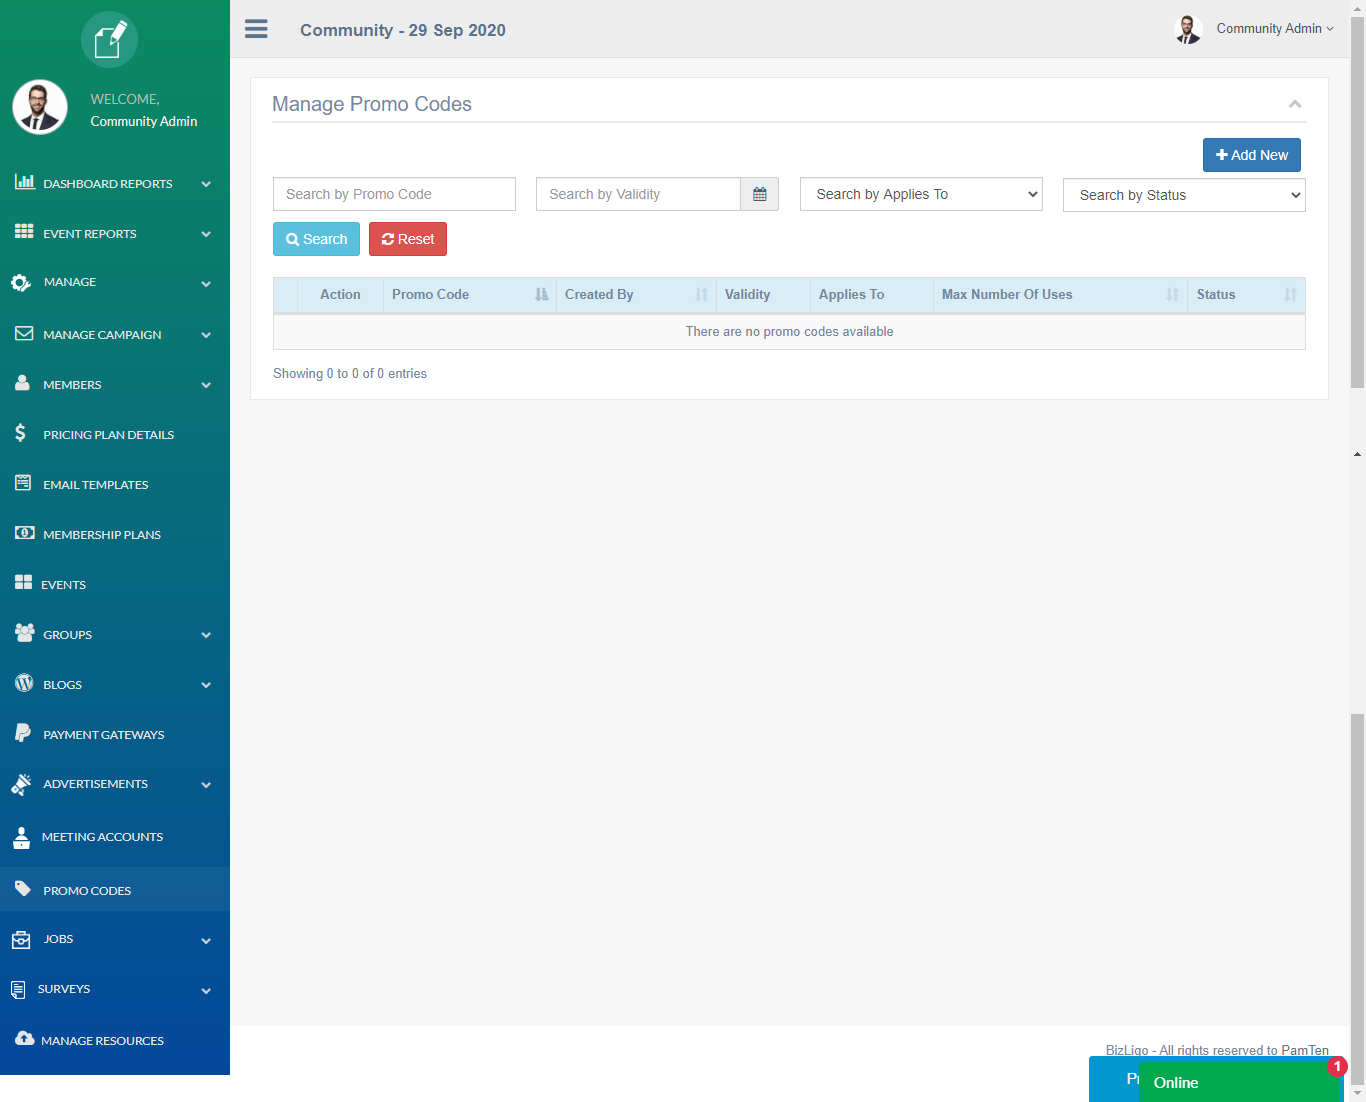 Community - 29 Sep 2020
Community Admin
WELCOME,
Community Admin
DASHBOARD REPORTS
EVENT REPORTS
MANAGE
MANAGE CAMPAIGN
MEMBERS
PRICING PLAN DETAILS
EMAIL TEMPLATES
MEMBERSHIP PLANS
EVENTS
GROUPS
BLOGS
PAYMENT GATEWAYS
ADVERTISEMENTS
MEETING ACCOUNTS
PROMO CODES
JOBS
SURVEYS
MANAGE RESOURCES
Manage Promo Codes
Add New
Search by Promo Code Search by Validity Search by Applies To Search by Status
Search Reset
Action Promo Code Created By Validity Applies To Max Number Of Uses Status
There are no promo codes available
Showing 0 to 0 of 0 entries
BizLigo - All rights reserved to PamTen
Online
1